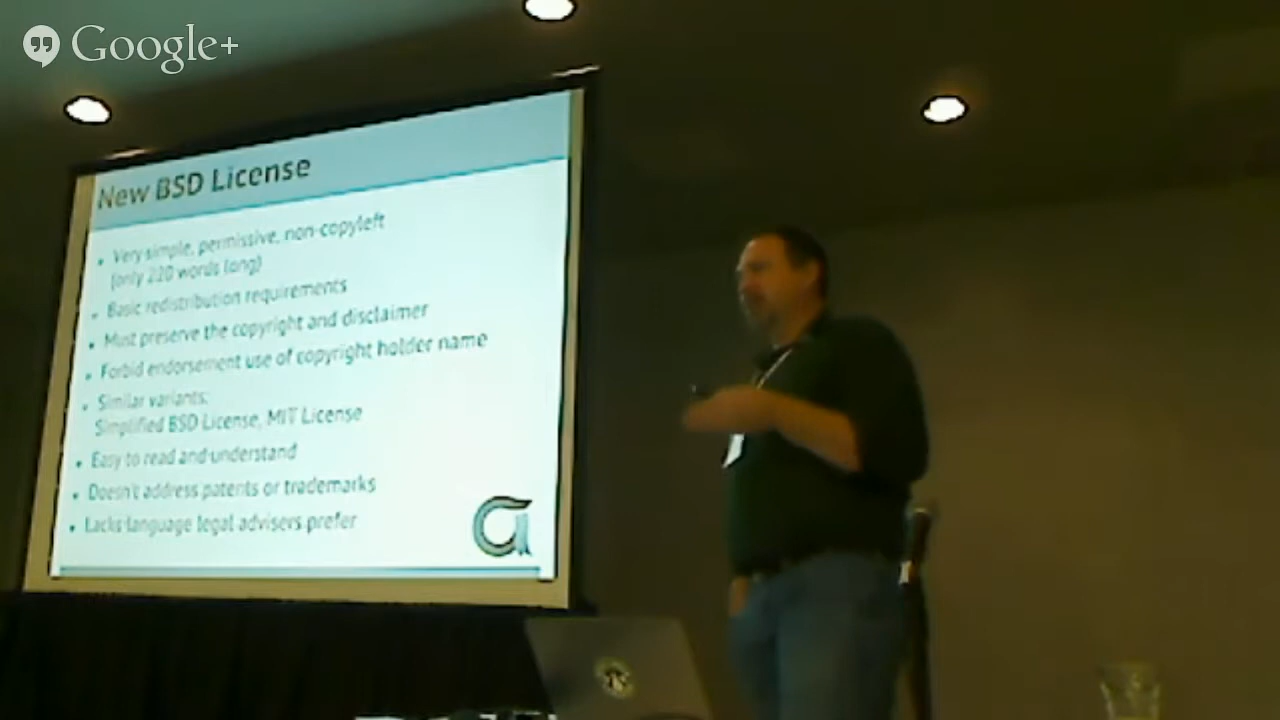 Google+
New BSD License
• Very simple, permissive, non-copyleft
(only 220 words long)
• Basic redistribution requirements
• Must preserve the copyright and disclaimer
• Forbid endorsement use of copyright holder name
• Similar variants:
Simplified BSD License, MIT License
• Easy to read and understand
• Doesn't address patents or trademarks
• Lacks language legal advisers prefer